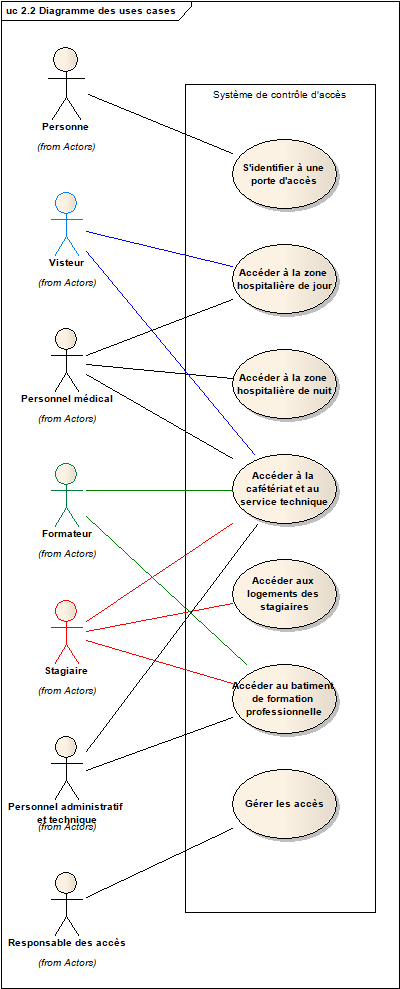 uc 2.2 Diagramme des uses cases
Système de contrôle d'accès
Personne
(from Actors)
S'identifier à une
porte d'accès
Visteur
(from Actors)
Accéder à la zone
hospitalière de jour
Personnel médical
(from Actors)
Accéder à la zone
hospitalière de nuit
Formateur
(from Actors)
Accéder à la
cafétériat et au
service technique
Stagiaire
(from Actors)
Accéder aux
logements des
stagiaires
Accéder au batiment
de formation
professionnelle
Personnel administratif
et technique
(from Actors)
Gérer les accès
Responsable des accès
(from Actors)